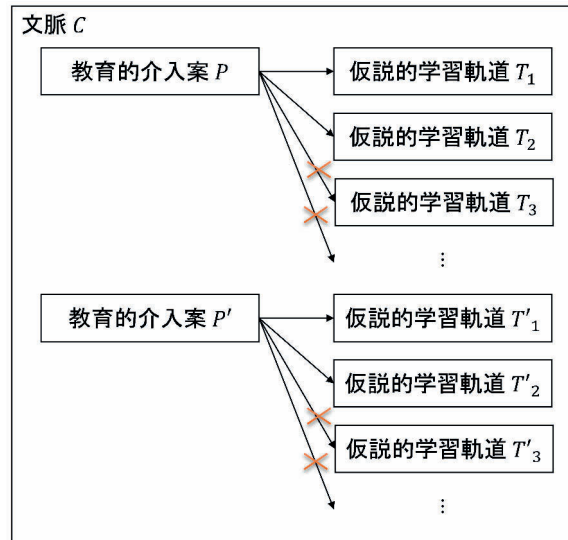 文脈 C
教育的介入案 P
仮説的学習軌道 T₁
仮説的学習軌道 T₂
仮説的学習軌道 T₃
⋮
教育的介入案 P′
仮説的学習軌道 T′₁
仮説的学習軌道 T′₂
仮説的学習軌道 T′₃
⋮